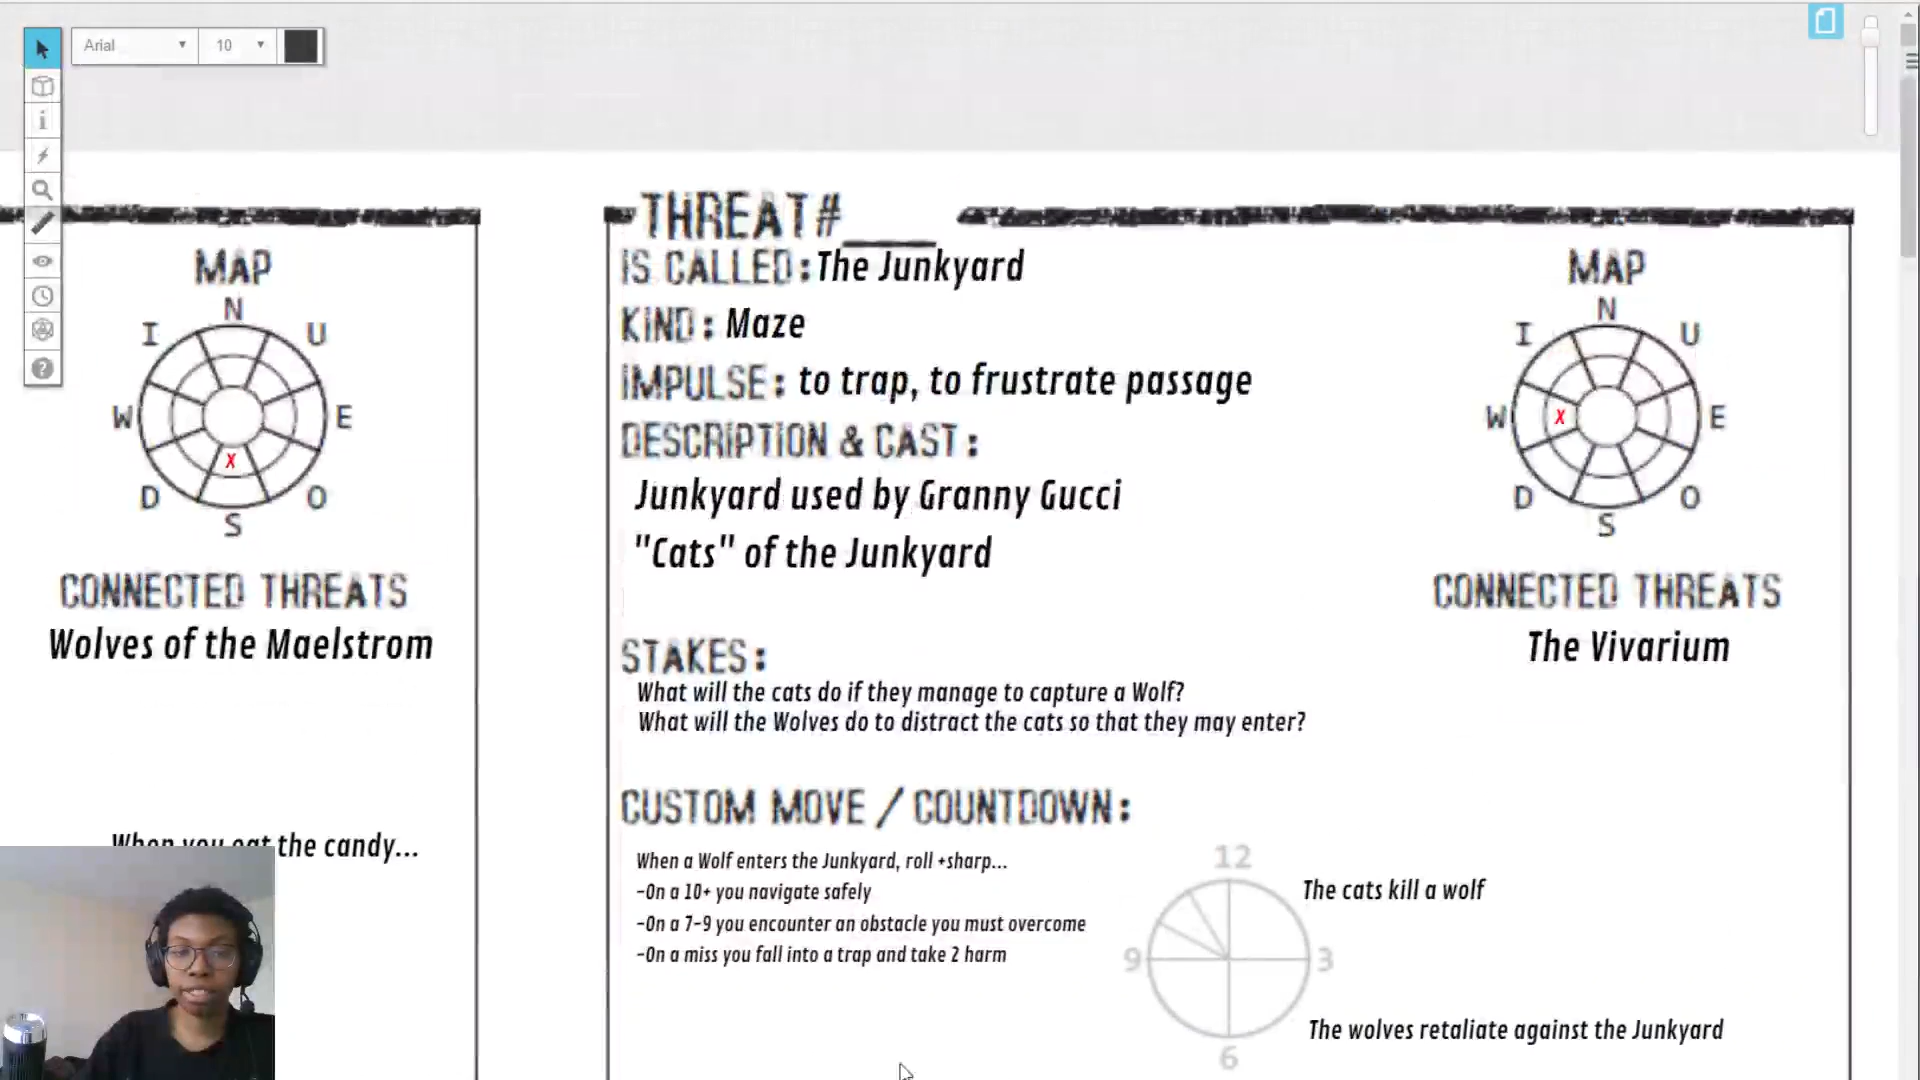 Arial 10
MAP
N
I U
W E
X
D O
S
CONNECTED THREATS
Wolves of the Maelstrom
When you eat the candy...
THREAT#___
IS CALLED: The Junkyard
KIND: Maze
IMPULSE: to trap, to frustrate passage
DESCRIPTION & CAST:
Junkyard used by Granny Gucci
"Cats" of the Junkyard
STAKES:
What will the cats do if they manage to capture a Wolf?
What will the Wolves do to distract the cats so that they may enter?
CUSTOM MOVE / COUNTDOWN:
When a Wolf enters the Junkyard, roll +sharp...
-On a 10+ you navigate safely
-On a 7-9 you encounter an obstacle you must overcome
-On a miss you fall into a trap and take 2 harm
12
The cats kill a wolf
9 3
The wolves retaliate against the Junkyard
6
MAP
N
I U
W X E
D O
S
CONNECTED THREATS
The Vivarium